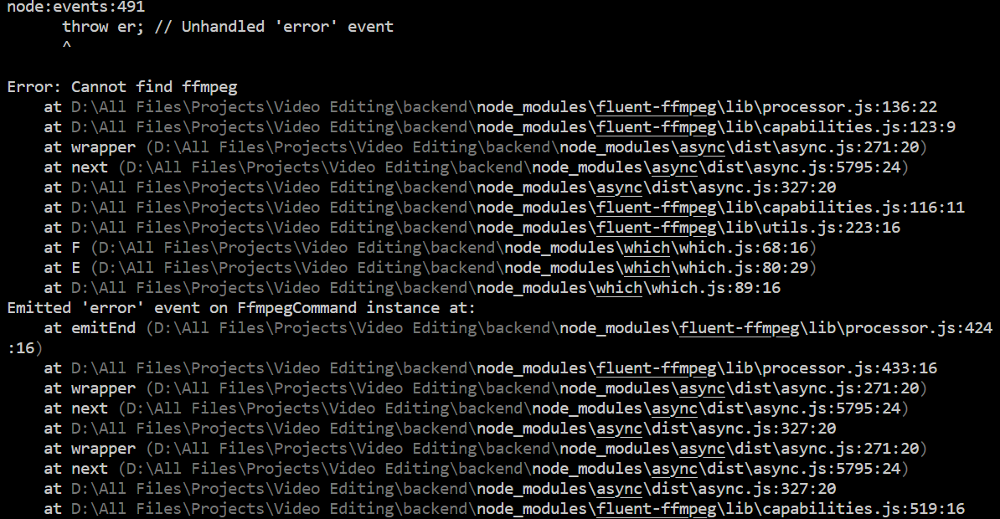 node:events:491
      throw er; // Unhandled 'error' event
      ^

Error: Cannot find ffmpeg
    at D:\All Files\Projects\Video Editing\backend\node_modules\fluent-ffmpeg\lib\processor.js:136:22
    at D:\All Files\Projects\Video Editing\backend\node_modules\fluent-ffmpeg\lib\capabilities.js:123:9
    at wrapper (D:\All Files\Projects\Video Editing\backend\node_modules\async\dist\async.js:271:20)
    at next (D:\All Files\Projects\Video Editing\backend\node_modules\async\dist\async.js:5795:24)
    at D:\All Files\Projects\Video Editing\backend\node_modules\async\dist\async.js:327:20
    at D:\All Files\Projects\Video Editing\backend\node_modules\fluent-ffmpeg\lib\capabilities.js:116:11
    at D:\All Files\Projects\Video Editing\backend\node_modules\fluent-ffmpeg\lib\utils.js:223:16
    at F (D:\All Files\Projects\Video Editing\backend\node_modules\which\which.js:68:16)
    at E (D:\All Files\Projects\Video Editing\backend\node_modules\which\which.js:80:29)
    at D:\All Files\Projects\Video Editing\backend\node_modules\which\which.js:89:16
Emitted 'error' event on FfmpegCommand instance at:
    at emitEnd (D:\All Files\Projects\Video Editing\backend\node_modules\fluent-ffmpeg\lib\processor.js:424
:16)
    at D:\All Files\Projects\Video Editing\backend\node_modules\fluent-ffmpeg\lib\processor.js:433:16
    at wrapper (D:\All Files\Projects\Video Editing\backend\node_modules\async\dist\async.js:271:20)
    at next (D:\All Files\Projects\Video Editing\backend\node_modules\async\dist\async.js:5795:24)
    at D:\All Files\Projects\Video Editing\backend\node_modules\async\dist\async.js:327:20
    at wrapper (D:\All Files\Projects\Video Editing\backend\node_modules\async\dist\async.js:271:20)
    at next (D:\All Files\Projects\Video Editing\backend\node_modules\async\dist\async.js:5795:24)
    at D:\All Files\Projects\Video Editing\backend\node_modules\async\dist\async.js:327:20
    at D:\All Files\Projects\Video Editing\backend\node_modules\fluent-ffmpeg\lib\capabilities.js:519:16